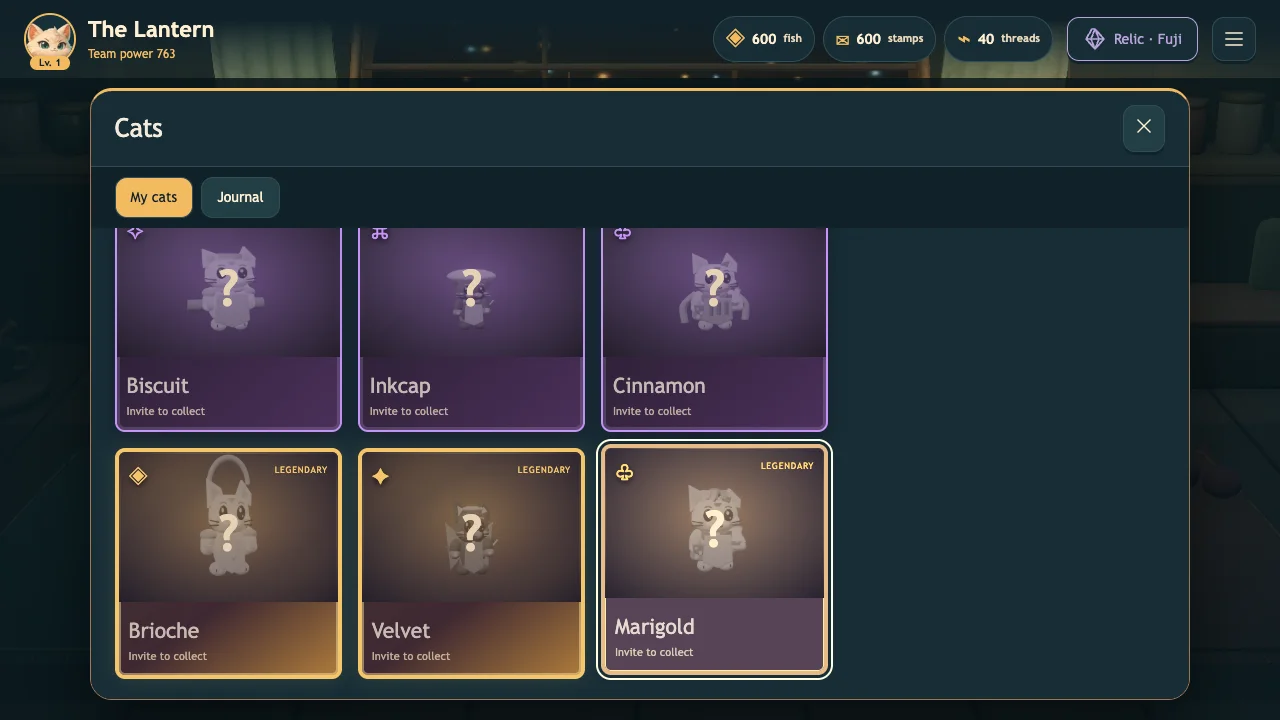 The Lantern
Team power 763
Lv. 1
600 fish
600 stamps
40 threads
Relic · Fuji
Cats
My cats
Journal
?
?
?
Biscuit
Invite to collect
Inkcap
Invite to collect
Cinnamon
Invite to collect
LEGENDARY
?
Brioche
Invite to collect
LEGENDARY
?
Velvet
Invite to collect
LEGENDARY
?
Marigold
Invite to collect